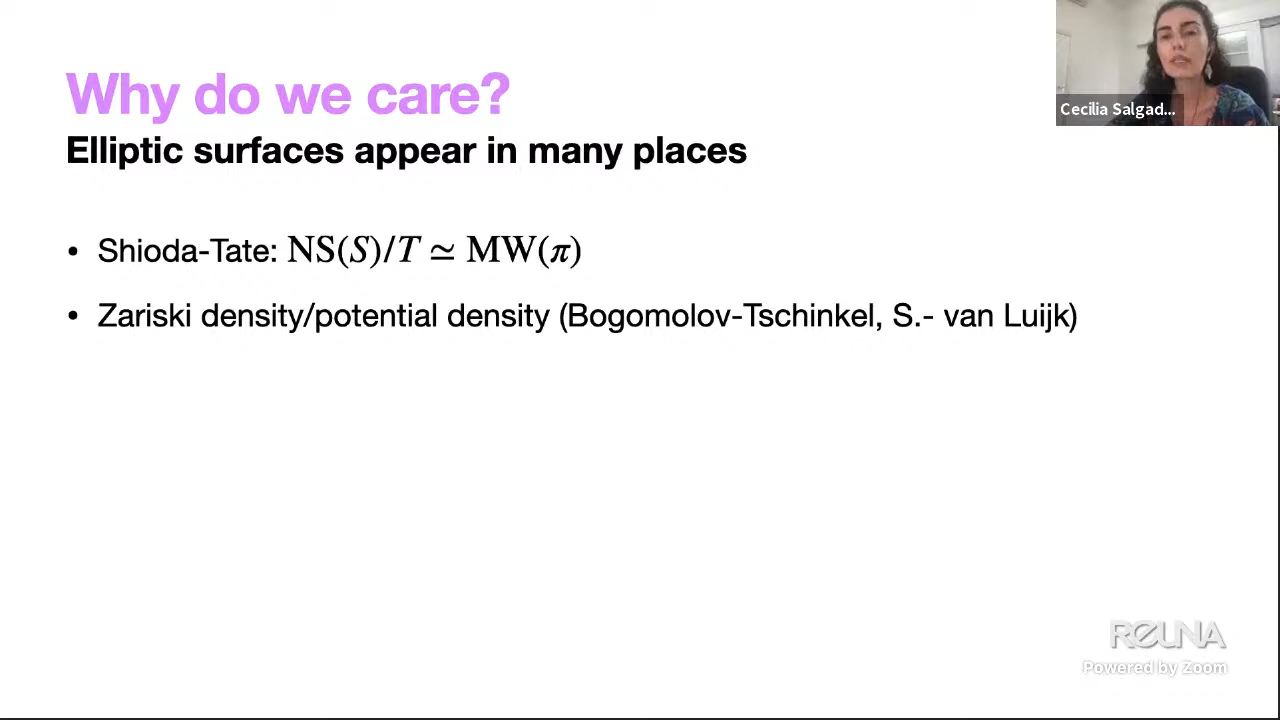 Why do we care?
Elliptic surfaces appear in many places
• Shioda-Tate: NS(S)/T ≃ MW(π)
• Zariski density/potential density (Bogomolov-Tschinkel, S.- van Luijk)
Cecilia Salgad...
REUNA
Powered by Zoom